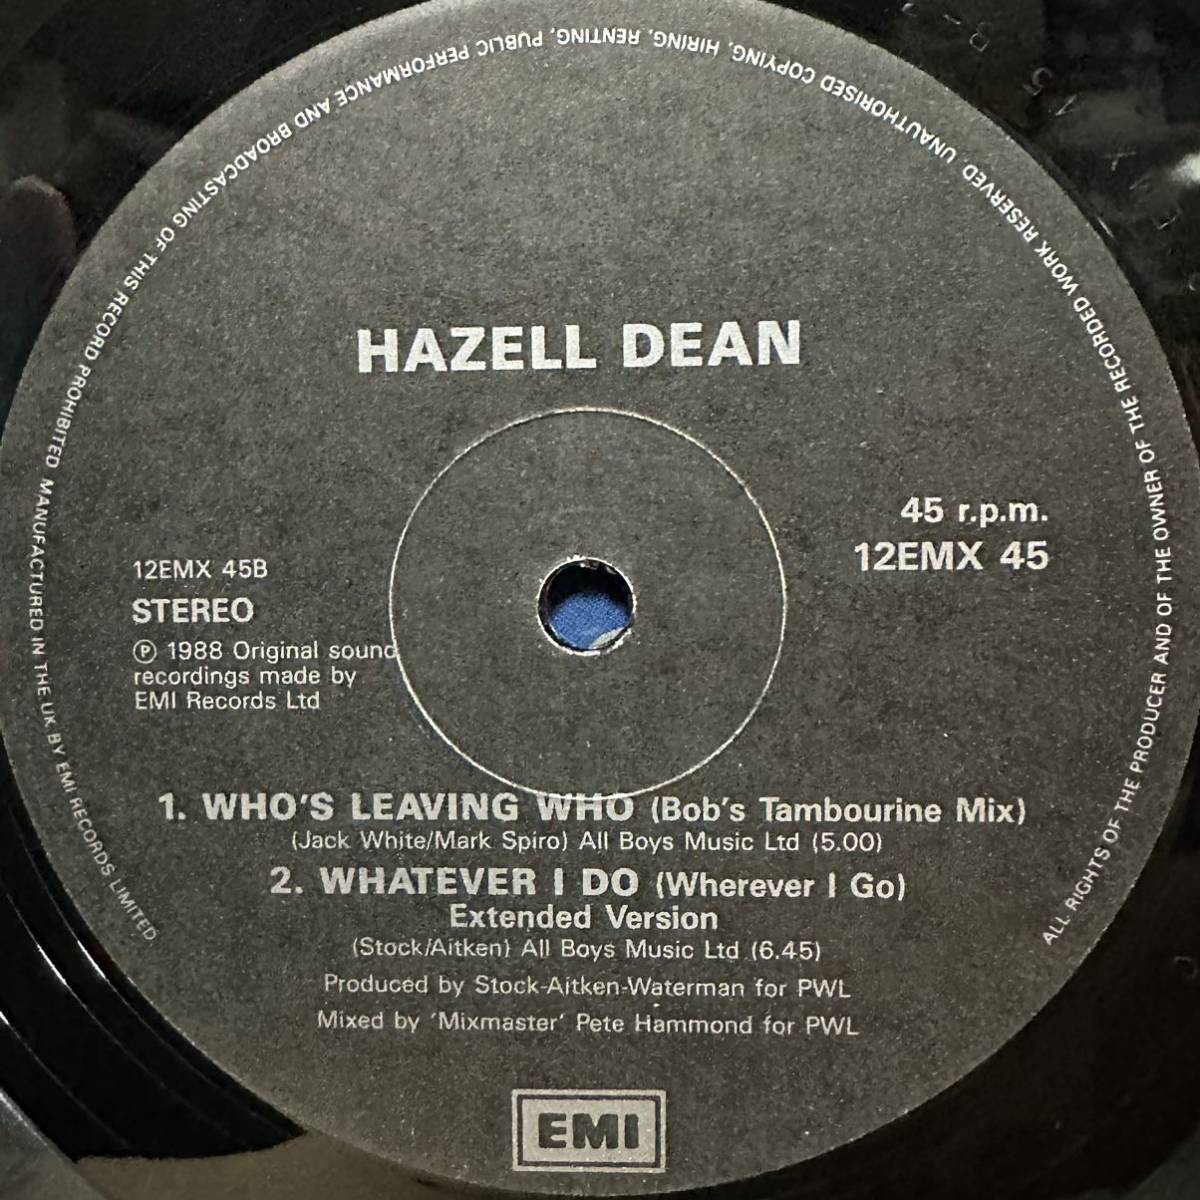 ALL RIGHTS OF THE PRODUCER AND OF THE OWNER OF THE RECORDED WORK RESERVED. UNAUTHORISED COPYING, HIRING, RENTING, PUBLIC PERFORMANCE AND BROADCASTING OF THIS RECORD PROHIBITED MANUFACTURED IN THE UK BY EMI RECORDS LIMITED
HAZELL DEAN
45 r.p.m.
12EMX 45
12EMX 45B
STEREO
Ⓟ 1988 Original sound
recordings made by
EMI Records Ltd
1. WHO'S LEAVING WHO (Bob's Tambourine Mix)
(Jack White/Mark Spiro) All Boys Music Ltd (5.00)
2. WHATEVER I DO (Wherever I Go)
Extended Version
(Stock/Aitken) All Boys Music Ltd (6.45)
Produced by Stock-Aitken-Waterman for PWL
Mixed by 'Mixmaster' Pete Hammond for PWL
EMI